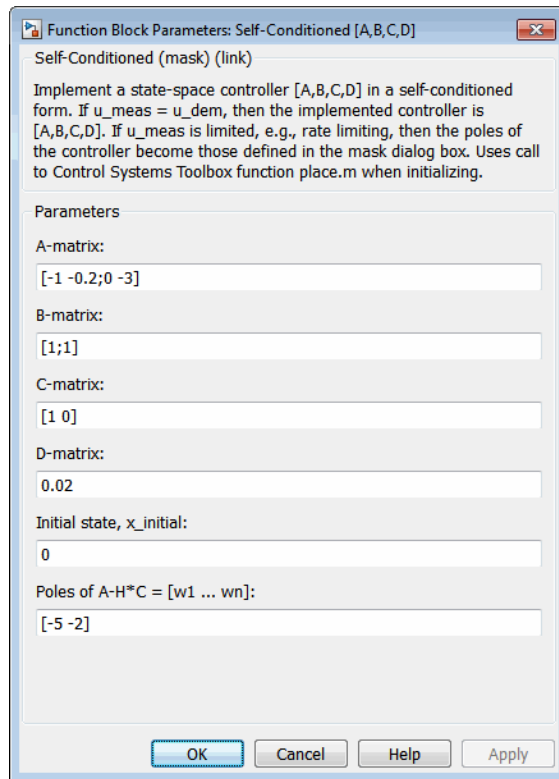 Function Block Parameters: Self-Conditioned [A,B,C,D]
Self-Conditioned (mask) (link)
Implement a state-space controller [A,B,C,D] in a self-conditioned
form. If u_meas = u_dem, then the implemented controller is
[A,B,C,D]. If u_meas is limited, e.g., rate limiting, then the poles of
the controller become those defined in the mask dialog box. Uses call
to Control Systems Toolbox function place.m when initializing.
Parameters
A-matrix:
[-1 -0.2;0 -3]
B-matrix:
[1;1]
C-matrix:
[1 0]
D-matrix:
0.02
Initial state, x_initial:
0
Poles of A-H*C = [w1 ... wn]:
[-5 -2]
OK Cancel Help Apply